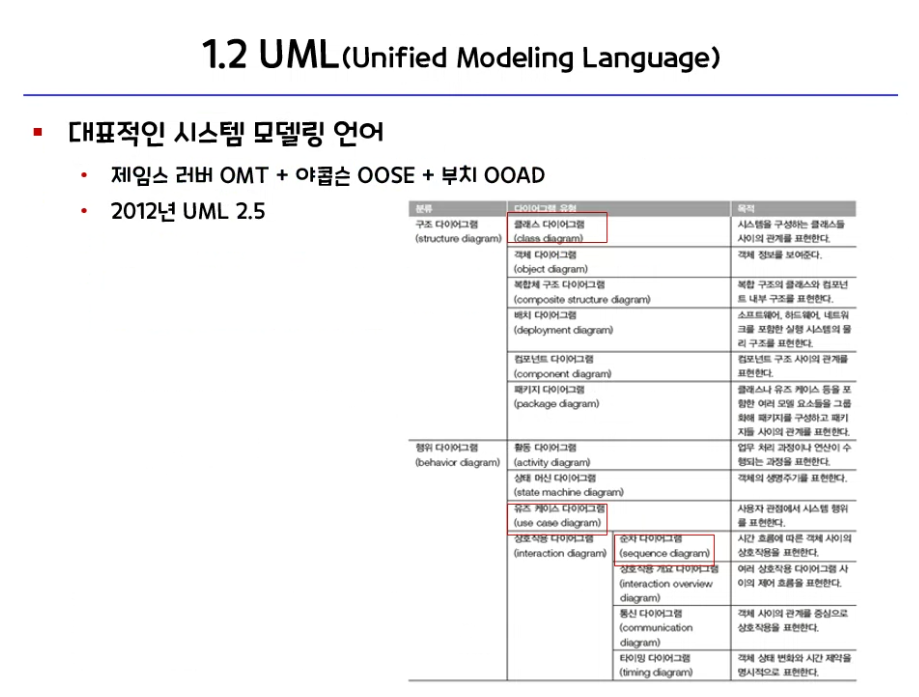 1.2 UML(Unified Modeling Language)
대표적인 시스템 모델링 언어
제임스 러버 OMT + 야콥슨 OOSE + 부치 OOAD
2012년 UML 2.5
분류 다이어그램 유형 목적
구조 다이어그램
(structure diagram)
클래스 다이어그램
(class diagram)
시스템을 구성하는 클래스들
사이의 관계를 표현한다.
객체 다이어그램
(object diagram)
객체 정보를 보여준다.
복합체 구조 다이어그램
(composite structure diagram)
복합 구조의 클래스와 컴포넌
트 내부 구조를 표현한다.
배치 다이어그램
(deployment diagram)
소프트웨어, 하드웨어, 네트워
크를 포함한 실행 시스템의 물
리 구조를 표현한다.
컴포넌트 다이어그램
(component diagram)
컴포넌트 구조 사이의 관계를
표현한다.
패키지 다이어그램
(package diagram)
클래스나 유즈 케이스 등을 포
함한 여러 모델 요소들을 그룹
화해 패키지를 구성하고 패키
지들 사이의 관계를 표현한다.
행위 다이어그램
(behavior diagram)
활동 다이어그램
(activity diagram)
업무 처리 과정이나 연산이 수
행되는 과정을 표현한다.
상태 머신 다이어그램
(state machine diagram)
객체의 생명주기를 표현한다.
유즈 케이스 다이어그램
(use case diagram)
사용자 관점에서 시스템 행위
를 표현한다.
상호작용 다이어그램
(interaction diagram)
순차 다이어그램
(sequence diagram)
시간 흐름에 따른 객체 사이의
상호작용을 표현한다.
상호작용 개요 다이어그램
(interaction overview
diagram)
여러 상호작용 다이어그램 사
이의 제어 흐름을 표현한다.
통신 다이어그램
(communication
diagram)
객체 사이의 관계를 중심으로
상호작용을 표현한다.
타이밍 다이어그램
(timing diagram)
객체 상태 변화와 시간 제약을
명시적으로 표현한다.